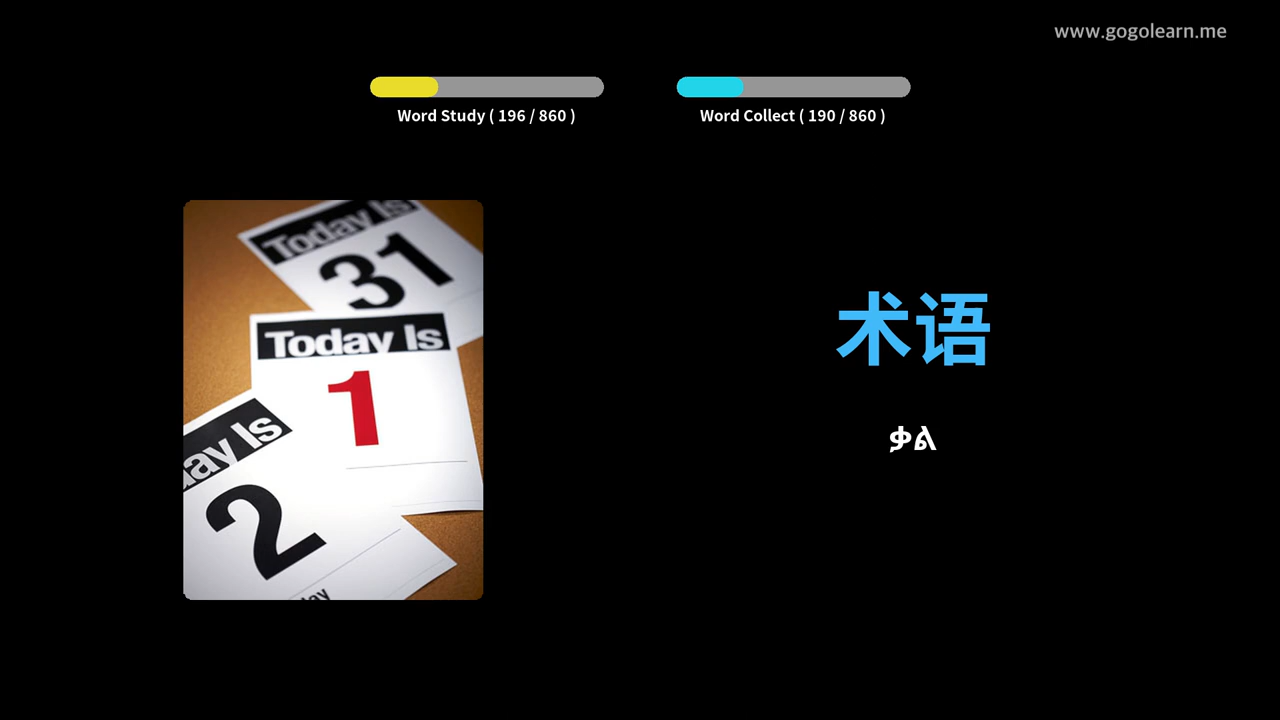 www.gogolearn.me
Word Study ( 196 / 860 )
Word Collect ( 190 / 860 )
Today Is
31
Today Is
1
ay Is
2
术语
ቃል